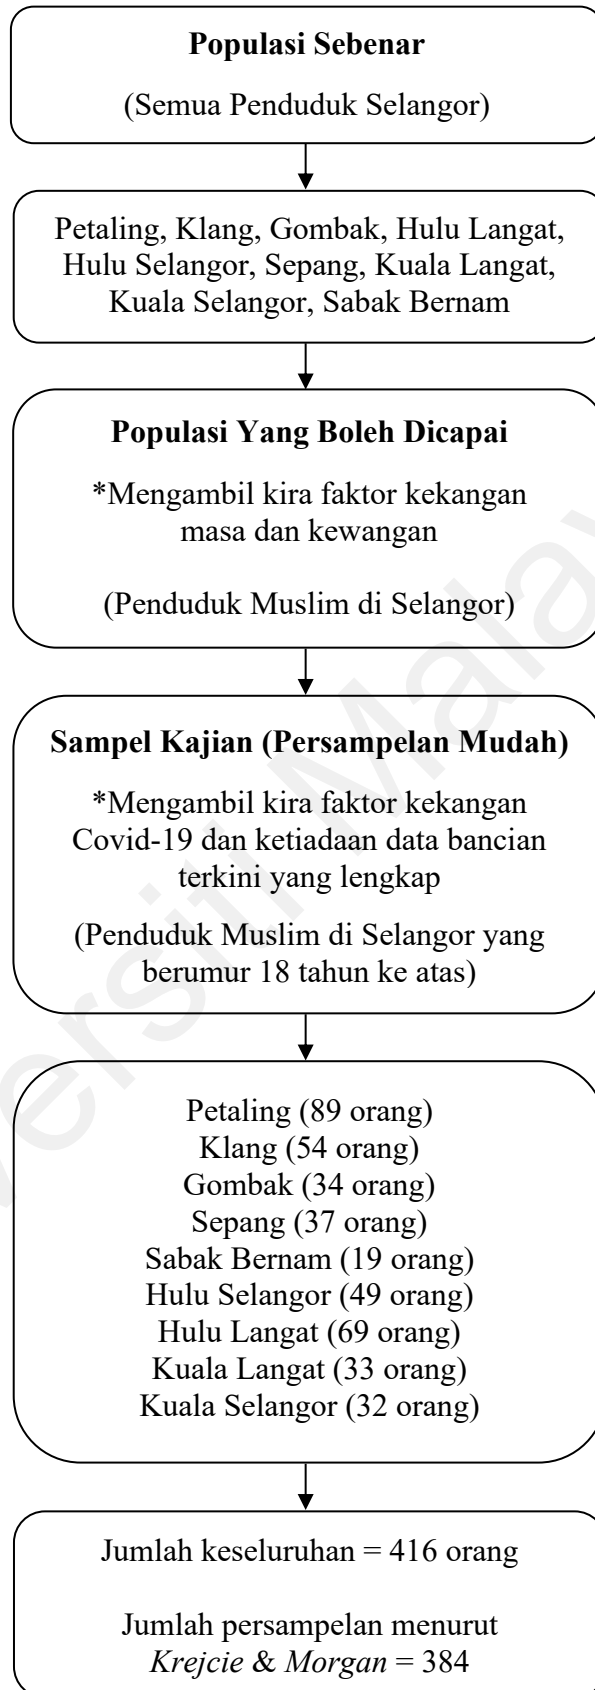 Populasi Sebenar
(Semua Penduduk Selangor)
Petaling, Klang, Gombak, Hulu Langat,
Hulu Selangor, Sepang, Kuala Langat,
Kuala Selangor, Sabak Bernam
Populasi Yang Boleh Dicapai
*Mengambil kira faktor kekangan
masa dan kewangan
(Penduduk Muslim di Selangor)
Sampel Kajian (Persampelan Mudah)
*Mengambil kira faktor kekangan
Covid-19 dan ketiadaan data bancian
terkini yang lengkap
(Penduduk Muslim di Selangor yang
berumur 18 tahun ke atas)
Petaling (89 orang)
Klang (54 orang)
Gombak (34 orang)
Sepang (37 orang)
Sabak Bernam (19 orang)
Hulu Selangor (49 orang)
Hulu Langat (69 orang)
Kuala Langat (33 orang)
Kuala Selangor (32 orang)
Jumlah keseluruhan = 416 orang
Jumlah persampelan menurut
Krejcie & Morgan = 384